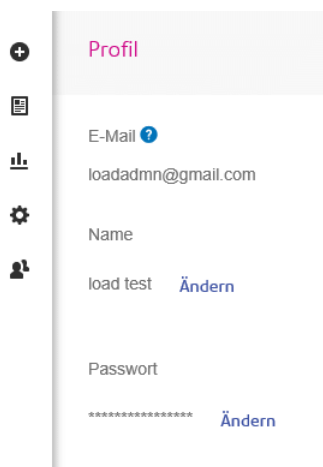 Profil
E-Mail ?
loadadmn@gmail.com
Name
load test Ändern
Passwort
**************** Ändern